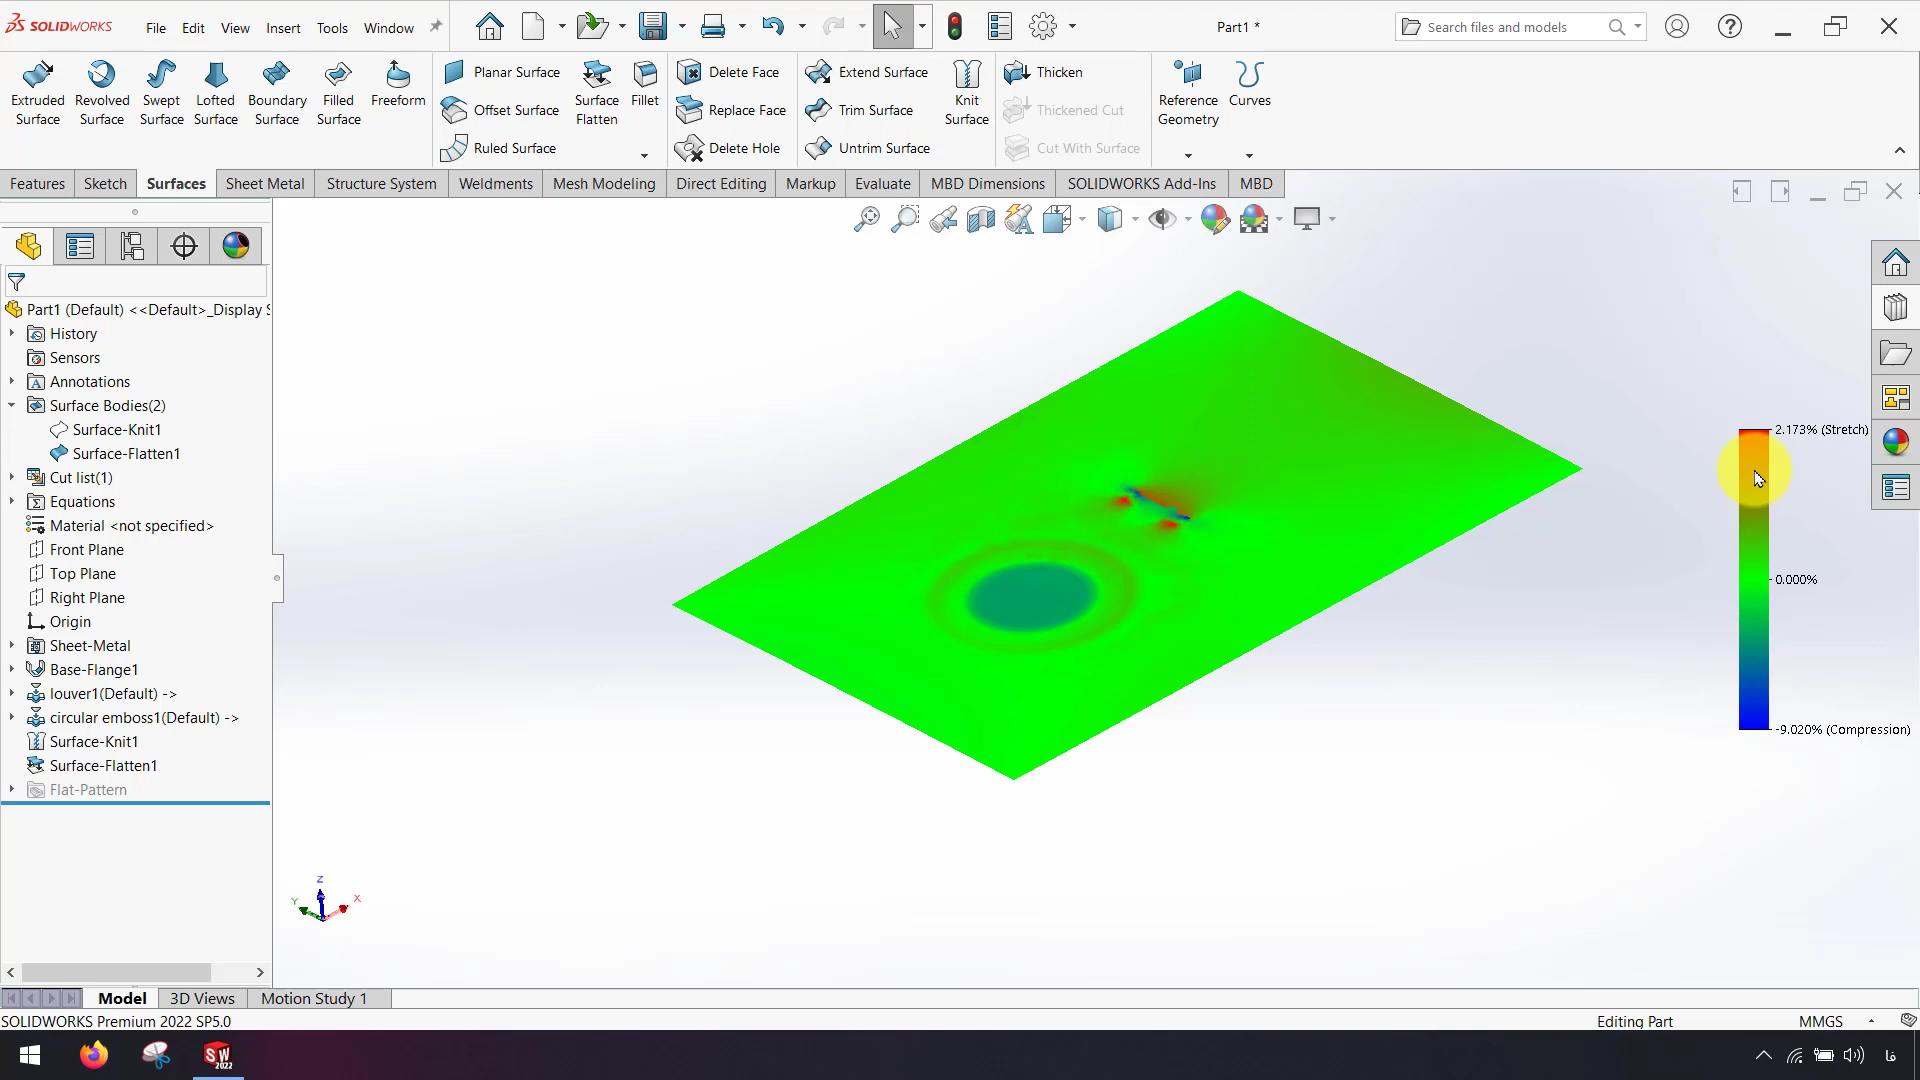 SOLIDWORKS File Edit View Insert Tools Window Part1 * Search files and models
Extruded Surface
Revolved Surface
Swept Surface
Lofted Surface
Boundary Surface
Filled Surface
Freeform
Planar Surface
Offset Surface
Ruled Surface
Surface Flatten
Fillet
Delete Face
Replace Face
Delete Hole
Extend Surface
Trim Surface
Untrim Surface
Knit Surface
Thicken
Thickened Cut
Cut With Surface
Reference Geometry
Curves
Features Sketch Surfaces Sheet Metal Structure System Weldments Mesh Modeling Direct Editing Markup Evaluate MBD Dimensions SOLIDWORKS Add-Ins MBD
Part1 (Default) <<Default>_Display S
History
Sensors
Annotations
Surface Bodies(2)
Surface-Knit1
Surface-Flatten1
Cut list(1)
Equations
Material <not specified>
Front Plane
Top Plane
Right Plane
Origin
Sheet-Metal
Base-Flange1
louver1(Default) ->
circular emboss1(Default) ->
Surface-Knit1
Surface-Flatten1
Flat-Pattern
2.173% (Stretch)
0.000%
-9.020% (Compression)
Z
Y
X
Model 3D Views Motion Study 1
SOLIDWORKS Premium 2022 SP5.0 Editing Part MMGS
SW 2022
فا